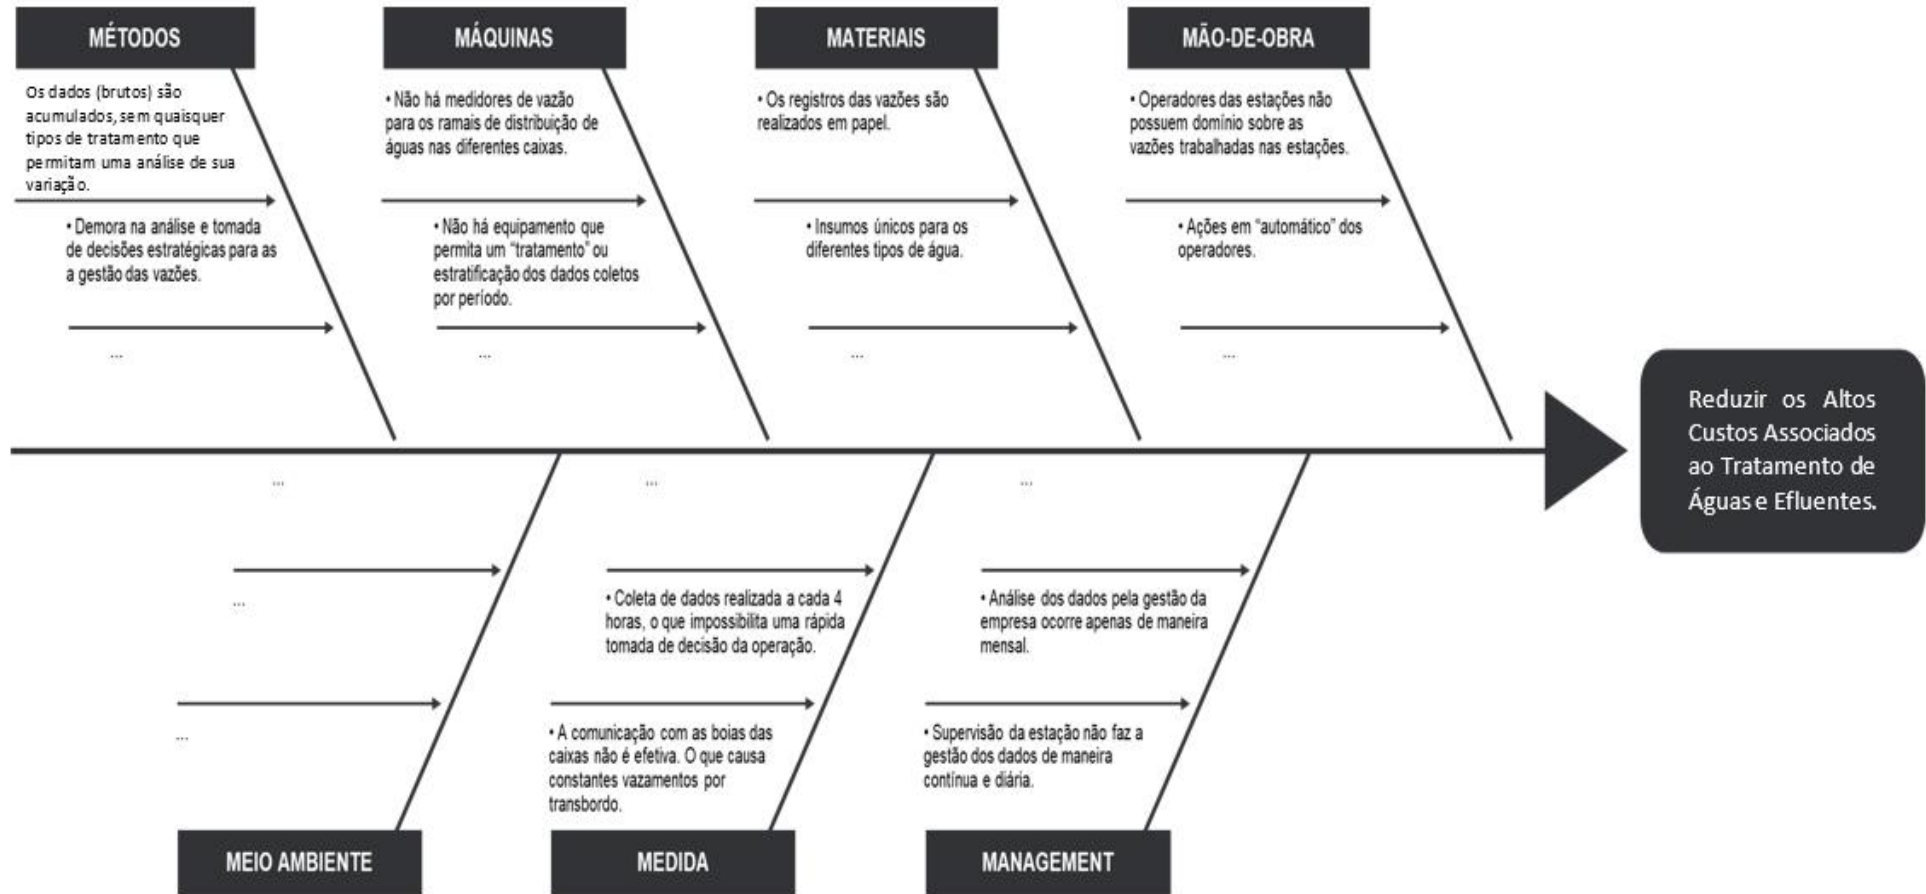 MÉTODOS
Os dados (brutos) são
acumulados, sem quaisquer
tipos de tratamento que
permitam uma análise de sua
variação.
• Demora na análise e tomada
de decisões estratégicas para as
a gestão das vazões.
...
MÁQUINAS
• Não há medidores de vazão
para os ramais de distribuição de
águas nas diferentes caixas.
• Não há equipamento que
permita um “tratamento” ou
estratificação dos dados coletos
por período.
...
MATERIAIS
• Os registros das vazões são
realizados em papel.
• Insumos únicos para os
diferentes tipos de água.
...
MÃO-DE-OBRA
• Operadores das estações não
possuem domínio sobre as
vazões trabalhadas nas estações.
• Ações em “automático” dos
operadores.
...
Reduzir os Altos
Custos Associados
ao Tratamento de
Águas e Efluentes.
...
...
...
MEIO AMBIENTE
...
• Coleta de dados realizada a cada 4
horas, o que impossibilita uma rápida
tomada de decisão da operação.
• A comunicação com as boias das
caixas não é efetiva. O que causa
constantes vazamentos por
transbordo.
MEDIDA
...
• Análise dos dados pela gestão da
empresa ocorre apenas de maneira
mensal.
• Supervisão da estação não faz a
gestão dos dados de maneira
contínua e diária.
MANAGEMENT